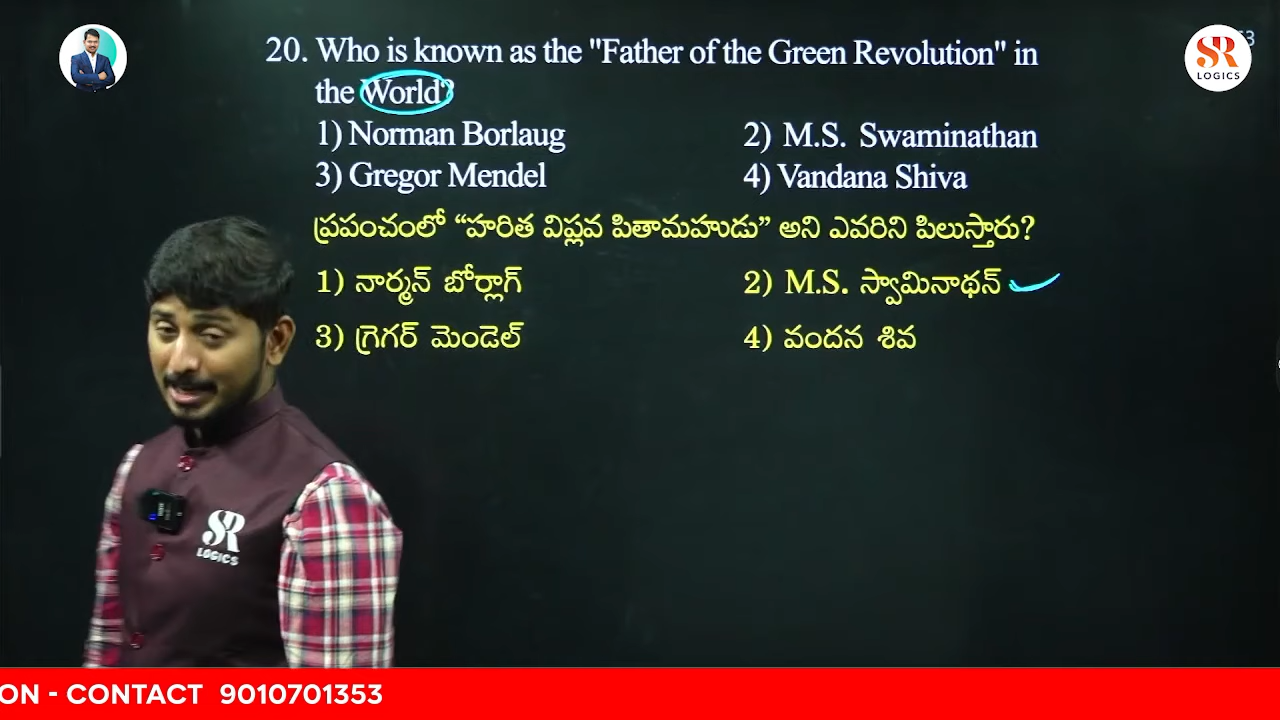 SR
LOGICS
20. Who is known as the "Father of the Green Revolution" in
the World?
1) Norman Borlaug
2) M.S. Swaminathan
3) Gregor Mendel
4) Vandana Shiva
ప్రపంచంలో “హరిత విప్లవ పితామహుడు” అని ఎవరిని పిలుస్తారు?
1) నార్మన్ బోర్లాగ్
2) M.S. స్వామినాథన్
3) గ్రెగర్ మెండెల్
4) వందన శివ
SR
LOGICS
ON - CONTACT 9010701353